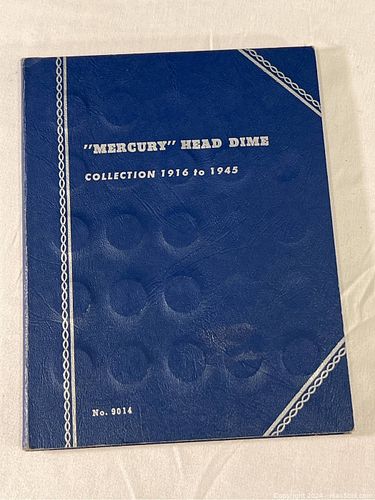 "MERCURY" HEAD DIME
COLLECTION 1916 to 1945
No. 9014